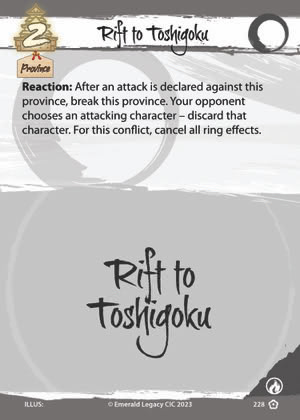 2
Rift to Toshigoku
Province
Reaction: After an attack is declared against this
province, break this province. Your opponent
chooses an attacking character – discard that
character. For this conflict, cancel all ring effects.
Rift to
Toshigoku
ILLUS: © Emerald Legacy CIC 2023 228